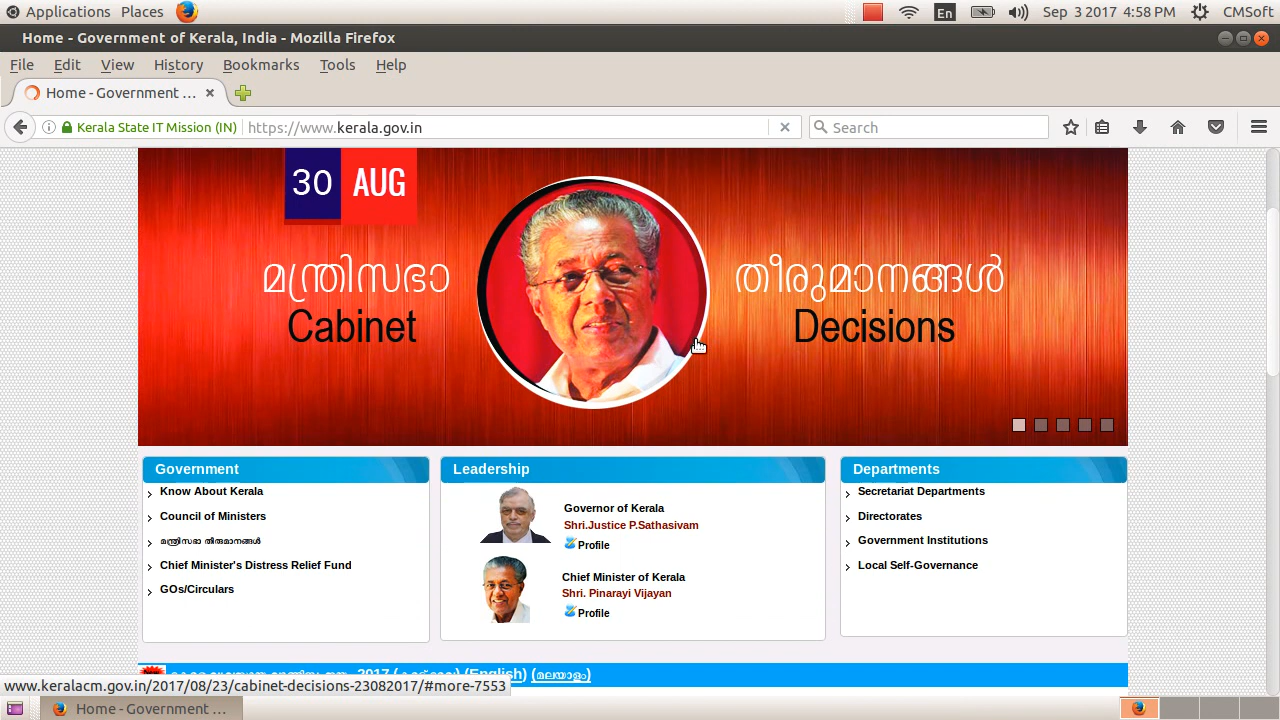 Applications Places
En
Sep 3 2017 4:58 PM
CMSoft
Home - Government of Kerala, India - Mozilla Firefox
File Edit View History Bookmarks Tools Help
Home - Government ...
Kerala State IT Mission (IN)
https://www.kerala.gov.in
Search
30 AUG
മന്ത്രിസഭാ
തീരുമാനങ്ങൾ
Cabinet
Decisions
Government
Know About Kerala
Council of Ministers
മന്ത്രിസഭാ തീരുമാനങ്ങൾ
Chief Minister's Distress Relief Fund
GOs/Circulars
Leadership
Governor of Kerala
Shri.Justice P.Sathasivam
Profile
Chief Minister of Kerala
Shri. Pinarayi Vijayan
Profile
Departments
Secretariat Departments
Directorates
Government Institutions
Local Self-Governance
2017 (English) (മലയാളം)
www.keralacm.gov.in/2017/08/23/cabinet-decisions-23082017/#more-7553
Home - Government ...